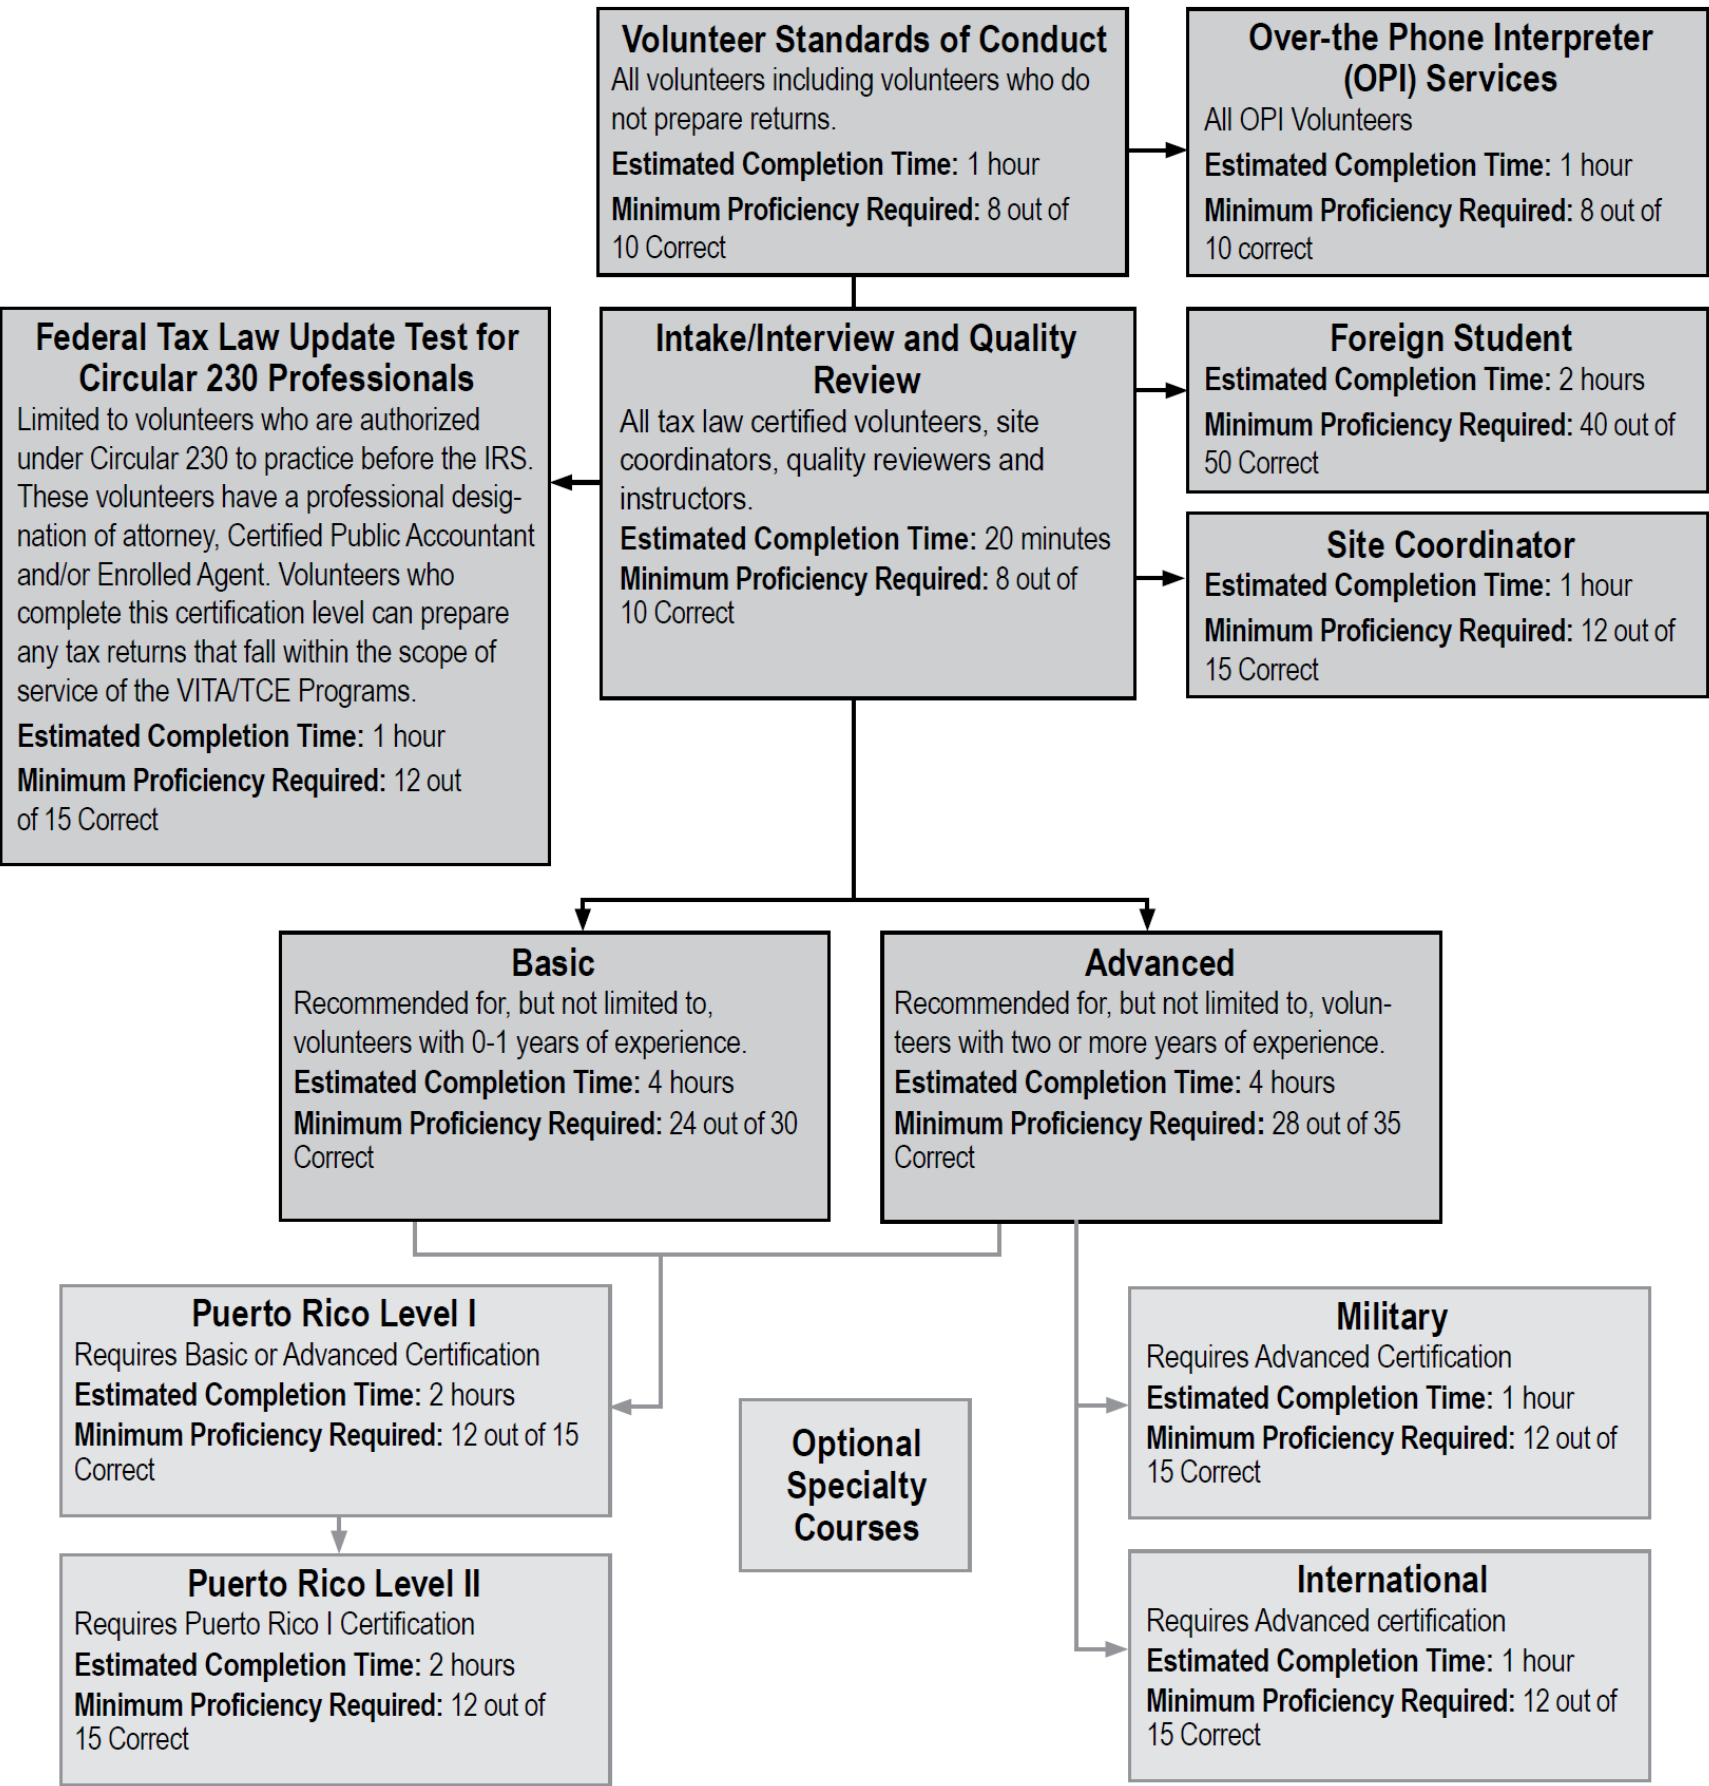 Volunteer Standards of Conduct
All volunteers including volunteers who do
not prepare returns.
Estimated Completion Time: 1 hour
Minimum Proficiency Required: 8 out of
10 Correct
Over-the Phone Interpreter
(OPI) Services
All OPI Volunteers
Estimated Completion Time: 1 hour
Minimum Proficiency Required: 8 out of
10 correct
Federal Tax Law Update Test for
Circular 230 Professionals
Limited to volunteers who are authorized
under Circular 230 to practice before the IRS.
These volunteers have a professional desig-
nation of attorney, Certified Public Accountant
and/or Enrolled Agent. Volunteers who
complete this certification level can prepare
any tax returns that fall within the scope of
service of the VITA/TCE Programs.
Estimated Completion Time: 1 hour
Minimum Proficiency Required: 12 out
of 15 Correct
Intake/Interview and Quality
Review
All tax law certified volunteers, site
coordinators, quality reviewers and
instructors.
Estimated Completion Time: 20 minutes
Minimum Proficiency Required: 8 out of
10 Correct
Foreign Student
Estimated Completion Time: 2 hours
Minimum Proficiency Required: 40 out of
50 Correct
Site Coordinator
Estimated Completion Time: 1 hour
Minimum Proficiency Required: 12 out of
15 Correct
Basic
Recommended for, but not limited to,
volunteers with 0-1 years of experience.
Estimated Completion Time: 4 hours
Minimum Proficiency Required: 24 out of 30
Correct
Advanced
Recommended for, but not limited to, volun-
teers with two or more years of experience.
Estimated Completion Time: 4 hours
Minimum Proficiency Required: 28 out of 35
Correct
Puerto Rico Level I
Requires Basic or Advanced Certification
Estimated Completion Time: 2 hours
Minimum Proficiency Required: 12 out of 15
Correct
Puerto Rico Level II
Requires Puerto Rico I Certification
Estimated Completion Time: 2 hours
Minimum Proficiency Required: 12 out of
15 Correct
Optional
Specialty
Courses
Military
Requires Advanced Certification
Estimated Completion Time: 1 hour
Minimum Proficiency Required: 12 out of
15 Correct
International
Requires Advanced certification
Estimated Completion Time: 1 hour
Minimum Proficiency Required: 12 out of
15 Correct